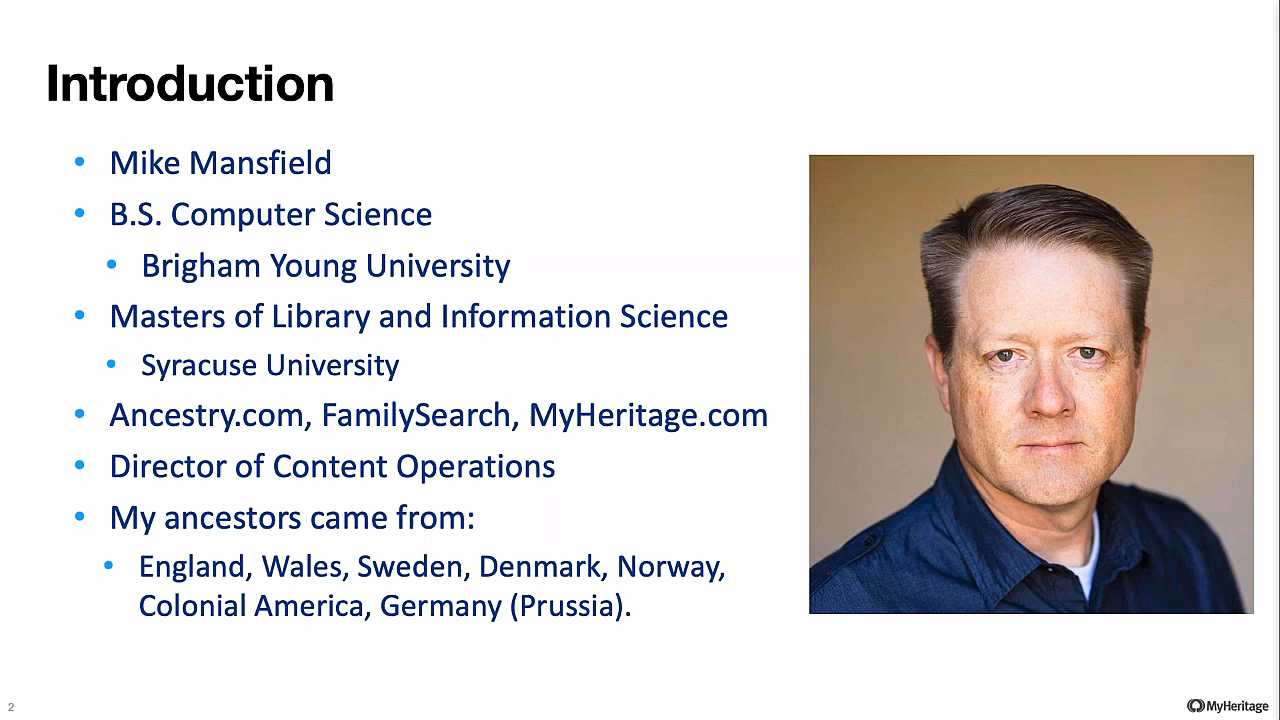 Introduction
Mike Mansfield
B.S. Computer Science
Brigham Young University
Masters of Library and Information Science
Syracuse University
Ancestry.com, FamilySearch, MyHeritage.com
Director of Content Operations
My ancestors came from:
England, Wales, Sweden, Denmark, Norway,
Colonial America, Germany (Prussia).
2
MyHeritage